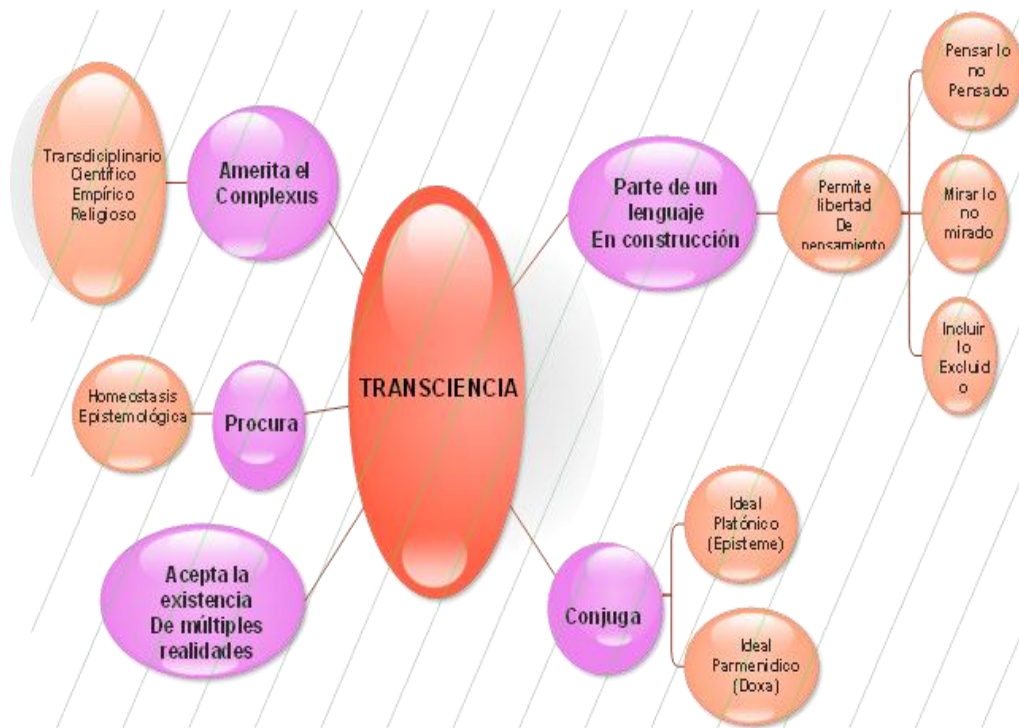 Transdiciplinario
Científico
Empírico
Religioso
Amerita el
Complexus
Homeostasis
Epistemológica
Procura
Acepta la
existencia
De múltiples
realidades
TRANSCIENCIA
Parte de un
lenguaje
En construcción
Permite
libertad
De
pensamiento
Pensar lo
no
Pensado
Mirar lo
no
mirado
Incluir
lo
Excluid
o
Conjuga
Ideal
Platónico
(Episteme)
Ideal
Parmenidico
(Doxa)